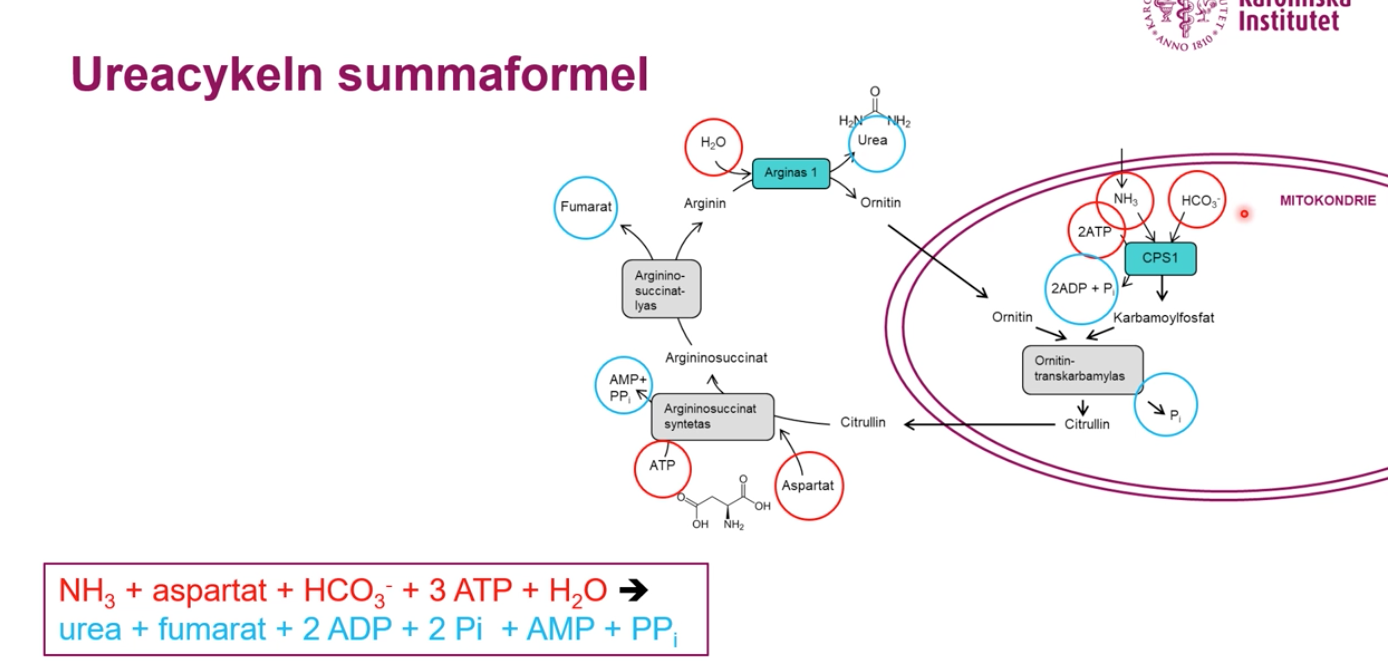 Karolinska
Institutet
ANNO 1810
Ureacykeln summaformel
O
H₂N NH₂
Urea
H₂O
Arginas 1
Arginin
Ornitin
Fumarat
Arginino-
succinat-
lyas
Argininosuccinat
AMP+
PPᵢ
Argininosuccinat
syntetas
ATP
Citrullin
Aspartat
O
O
OH
OH
NH₂
MITOKONDRIE
NH₃
HCO₃⁻
2ATP
CPS1
2ADP + Pᵢ
Ornitin
Karbamoylfosfat
Ornitin-
transkarbamylas
Pᵢ
Citrullin
NH₃ + aspartat + HCO₃⁻ + 3 ATP + H₂O ➔
urea + fumarat + 2 ADP + 2 Pi + AMP + PPᵢ